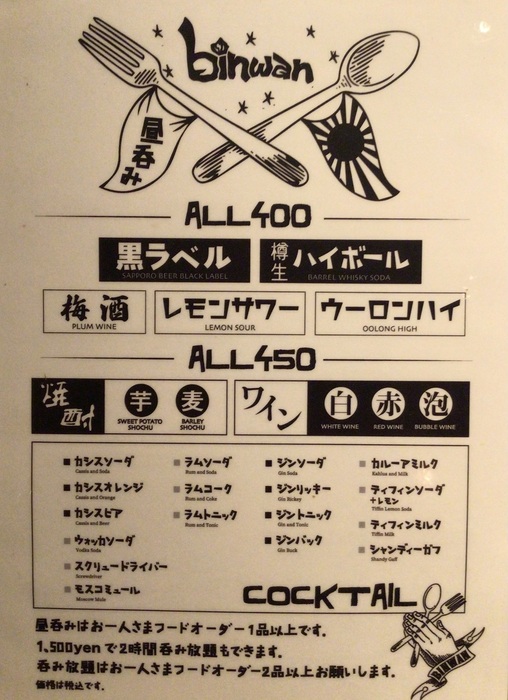 binwan
昼呑み
ALL400
黒ラベル
SAPPORO BEER BLACK LABEL
樽生 ハイボール
BARREL WHISKY SODA
梅酒
PLUM WINE
レモンサワー
LEMON SOUR
ウーロンハイ
OOLONG HIGH
ALL450
焼酎
芋
SWEET POTATO SHOCHU
麦
BARLEY SHOCHU
ワイン
白
WHITE WINE
赤
RED WINE
泡
BUBBLE WINE
■カシスソーダ
Cassis and Soda
■カシスオレンジ
Cassis and Orange
■カシスビア
Cassis and Beer
■ウォッカソーダ
Vodka Soda
■スクリュードライバー
Screwdriver
■モスコミュール
Moscow Mule
■ラムソーダ
Rum and Soda
■ラムコーク
Rum and Coke
■ラムトニック
Rum and Tonic
■ジンソーダ
Gin Soda
■ジンリッキー
Gin Rickey
■ジントニック
Gin and Tonic
■ジンバック
Gin Buck
■カルーアミルク
Kahlua and Milk
■ティフィンソーダ
+レモン
Tiffin Lemon Soda
■ティフィンミルク
Tiffin Milk
■シャンディーガフ
Shandy Gaff
COCKTAIL
昼呑みはお一人さまフードオーダー1品以上です。
1,500yenで2時間呑み放題もできます。
呑み放題はお一人さまフードオーダー2品以上お願いします。
価格は税込です。
BINWAN